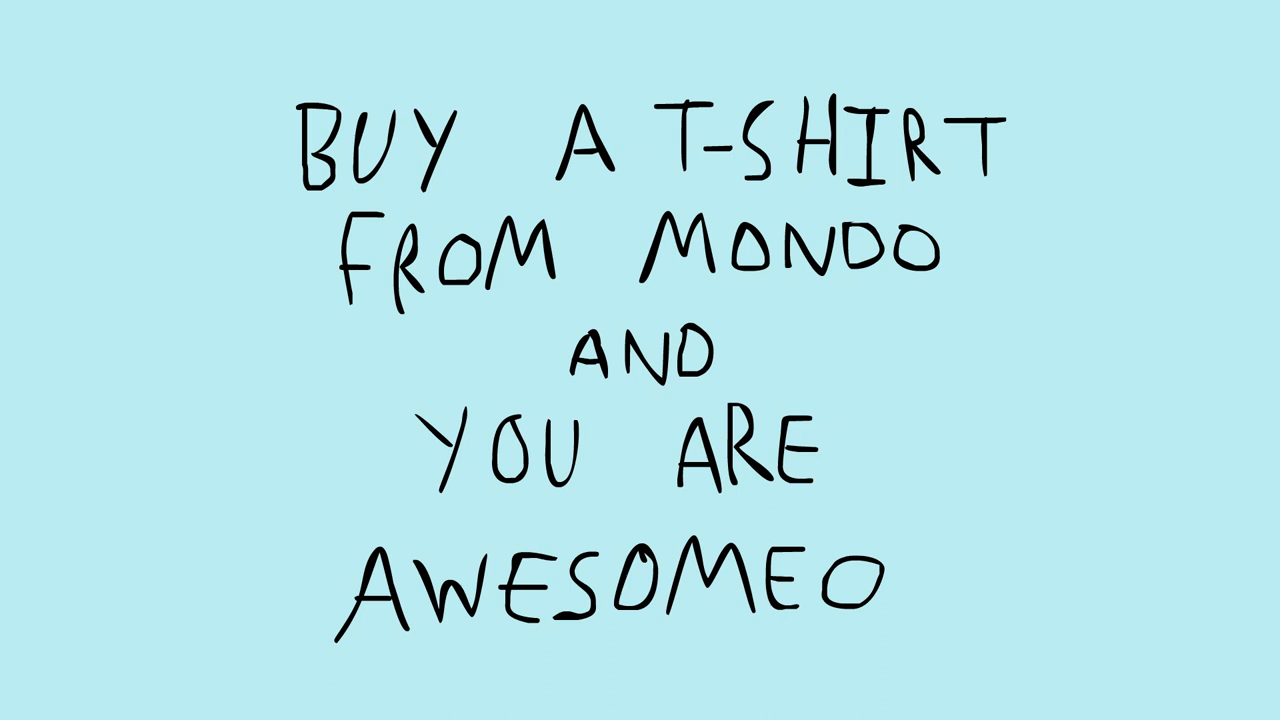 BUY A T-SHIRT
FROM MONDO
AND
YOU ARE
AWESOMEO